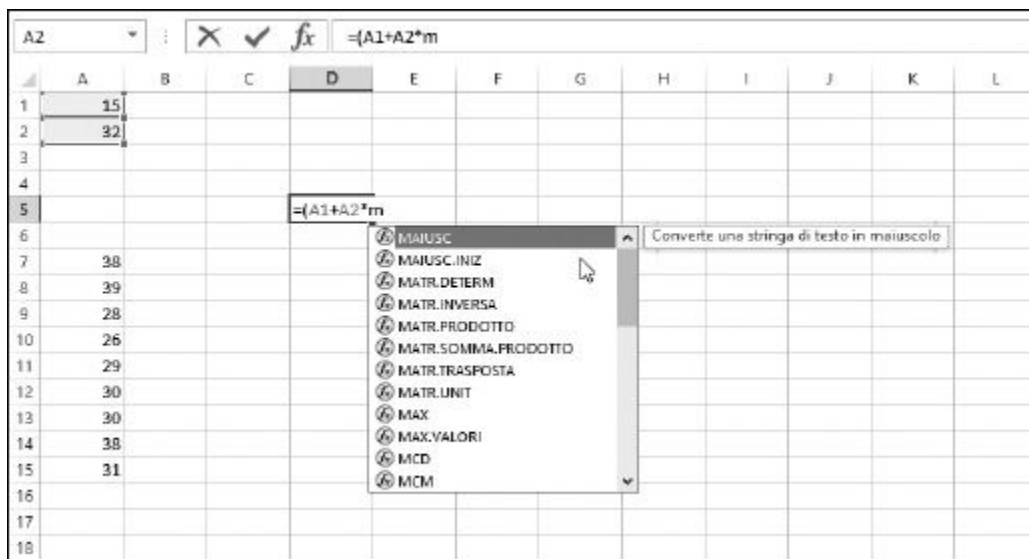 A2 fx =(A1+A2*m
A B C D E F G H I J K L
1 15
2 32
3
4
5 =(A1+A2*m
6 MAIUSC Converte una stringa di testo in maiuscolo
7 38 MAIUSC.INIZ
8 39 MATR.DETERM
9 28 MATR.INVERSA
MATR.PRODOTTO
10 26 MATR.SOMMA.PRODOTTO
11 29 MATR.TRASPOSTA
12 30 MATR.UNIT
13 30 MAX
14 38 MAX.VALORI
15 31 MCD
16 MCM
17
18